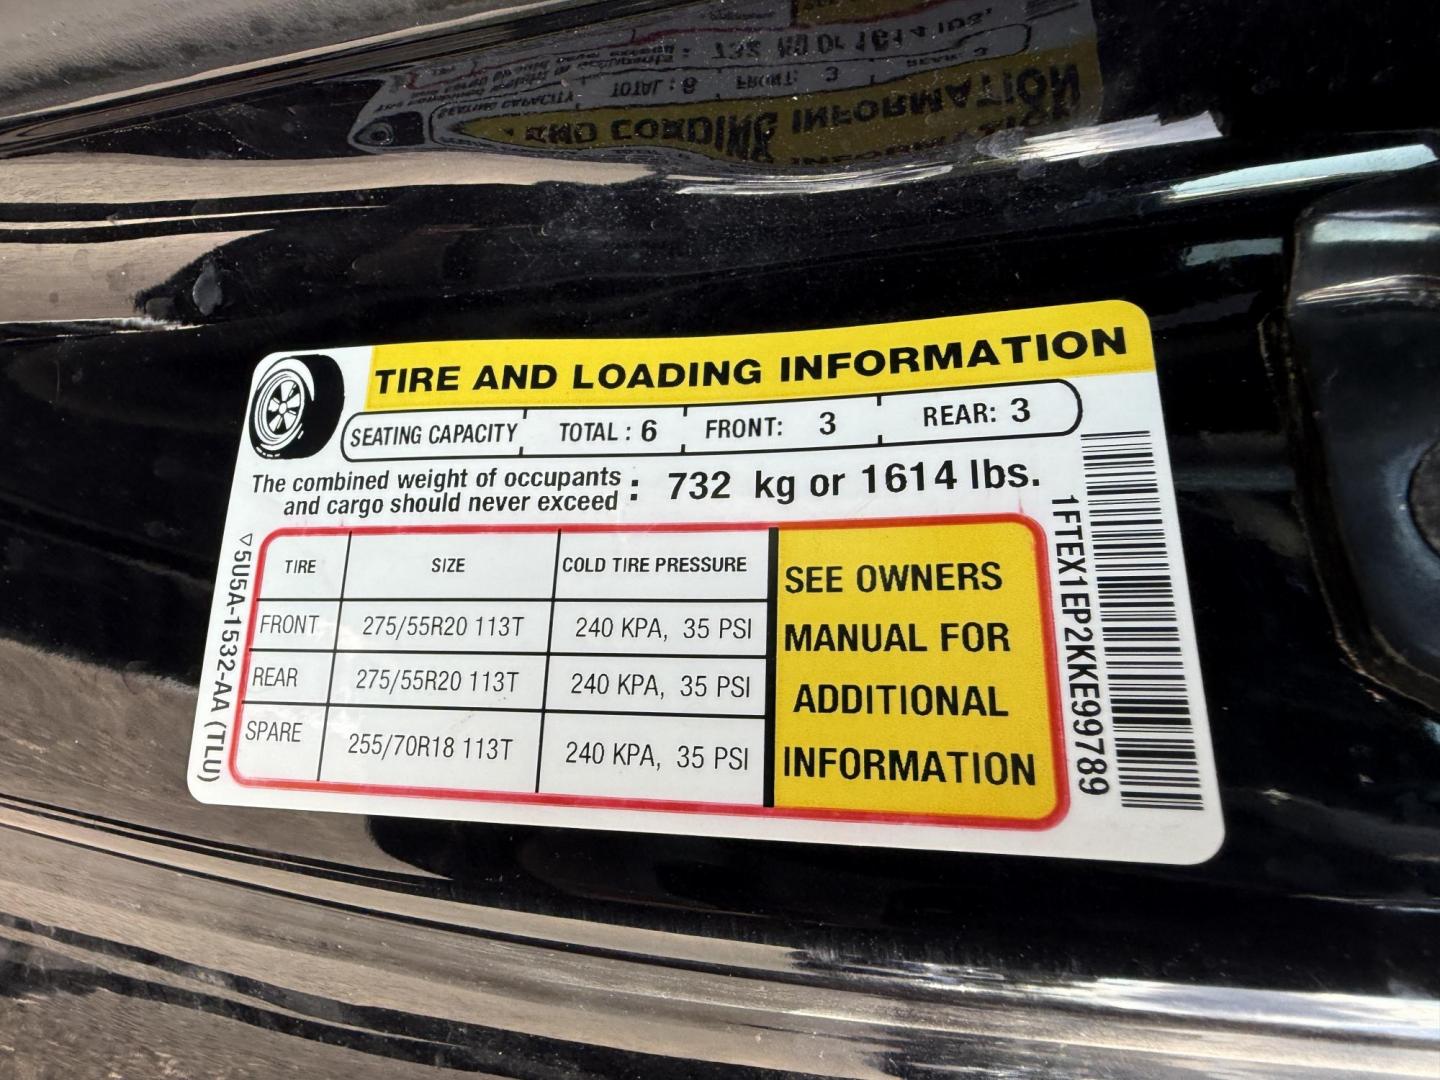 TIRE AND LOADING INFORMATION
SEATING CAPACITY TOTAL : 6 FRONT: 3 REAR: 3
The combined weight of occupants
and cargo should never exceed : 732 kg or 1614 lbs.
TIRE SIZE COLD TIRE PRESSURE
FRONT 275/55R20 113T 240 KPA, 35 PSI
REAR 275/55R20 113T 240 KPA, 35 PSI
SPARE 255/70R18 113T 240 KPA, 35 PSI
SEE OWNERS
MANUAL FOR
ADDITIONAL
INFORMATION
5U5A-1532-AA (TLU)
1FTEX1EP2KKE99789